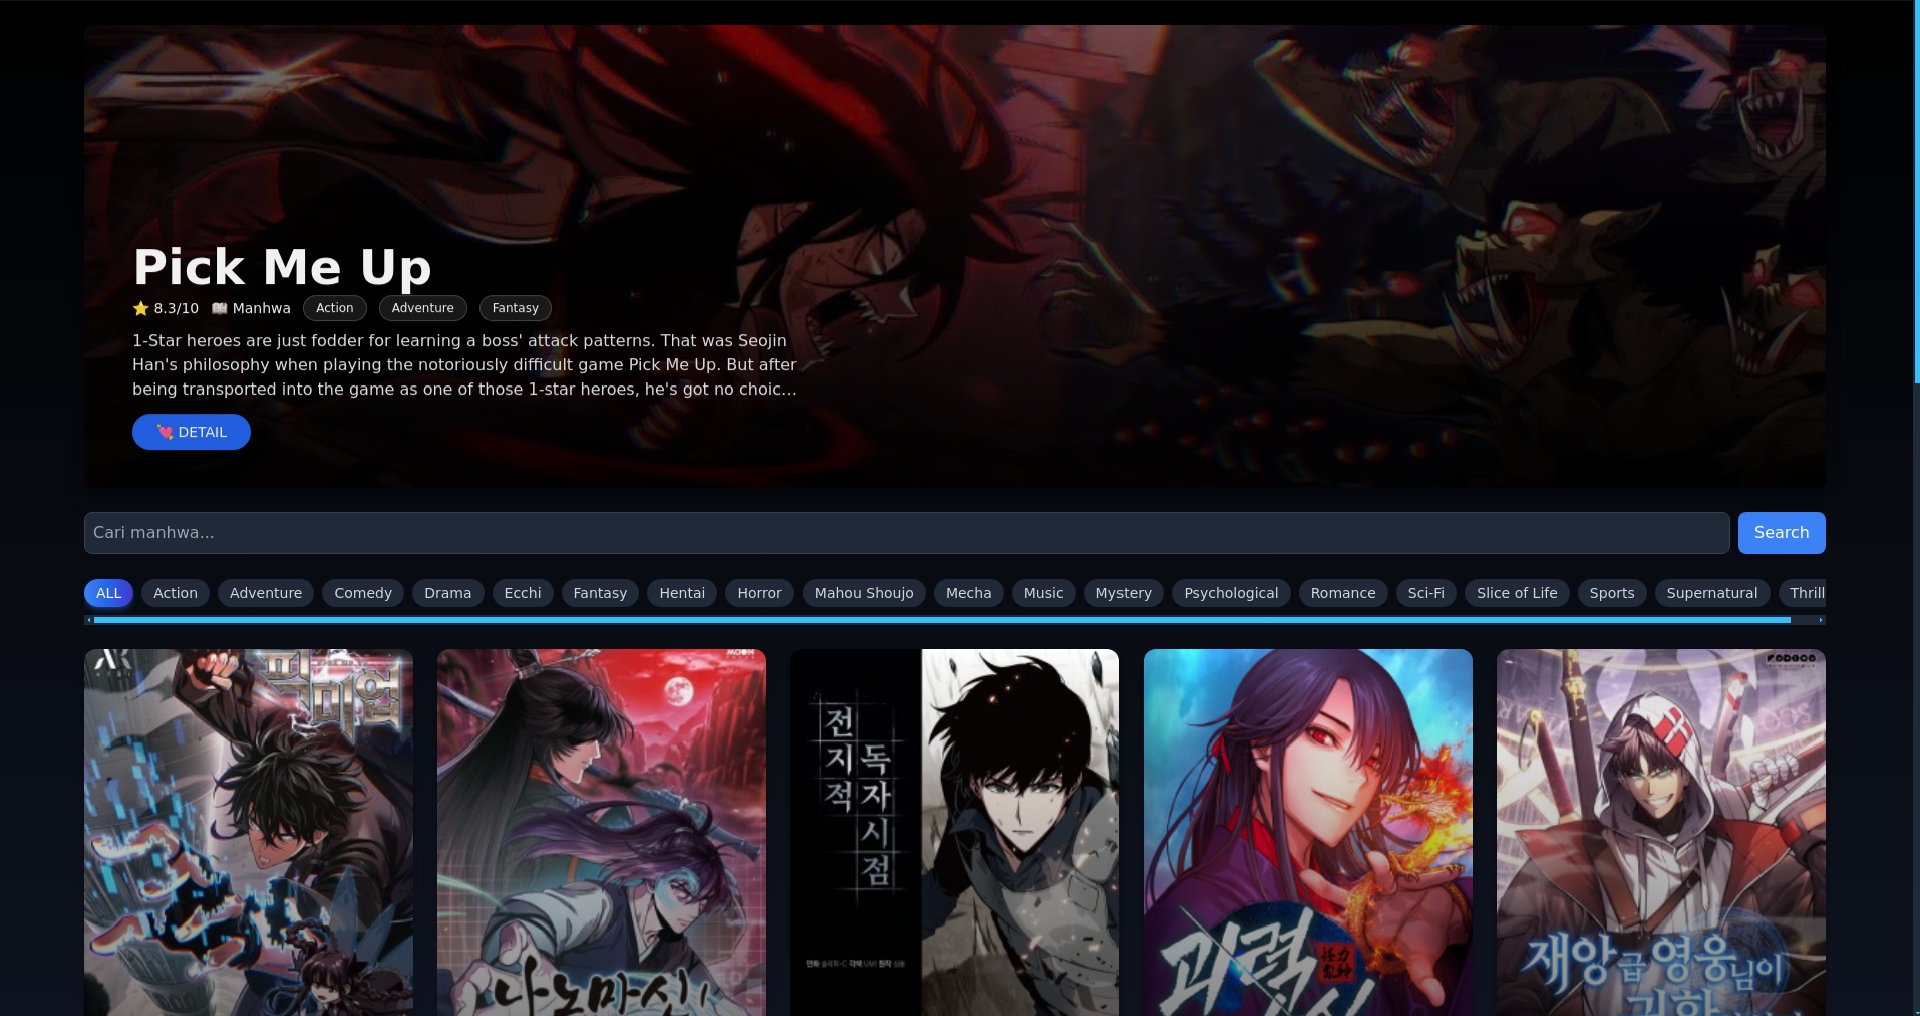 Pick Me Up
⭐ 8.3/10 📖 Manhwa Action Adventure Fantasy
1-Star heroes are just fodder for learning a boss' attack patterns. That was Seojin
Han's philosophy when playing the notoriously difficult game Pick Me Up. But after
being transported into the game as one of those 1-star heroes, he's got no choic...
💘 DETAIL
Cari manhwa...
Search
ALL Action Adventure Comedy Drama Ecchi Fantasy Hentai Horror Mahou Shoujo Mecha Music Mystery Psychological Romance Sci-Fi Slice of Life Sports Supernatural Thrill
픽
미업
나노마신
전지적
독자시점
괴력
재앙급 영웅님이
귀환